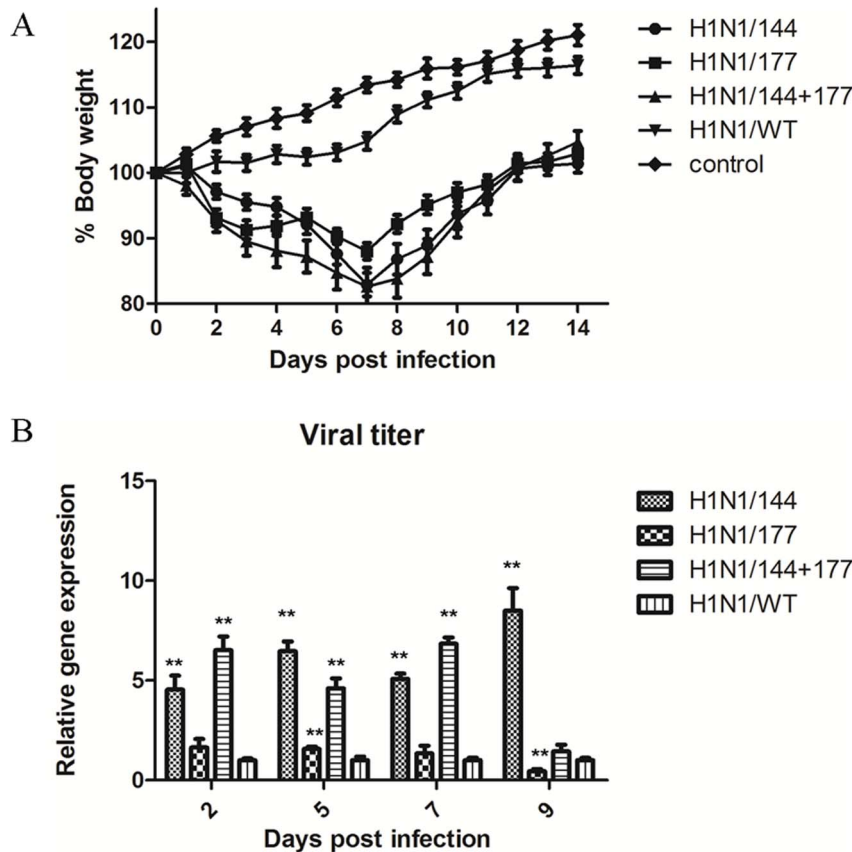 A
% Body weight
120
110
100
90
80
0 2 4 6 8 10 12 14
Days post infection
H1N1/144
H1N1/177
H1N1/144+177
H1N1/WT
control
B
Viral titer
Relative gene expression
15
10
5
0
** ** ** ** ** ** ** ** **
2 5 7 9
Days post infection
H1N1/144
H1N1/177
H1N1/144+177
H1N1/WT